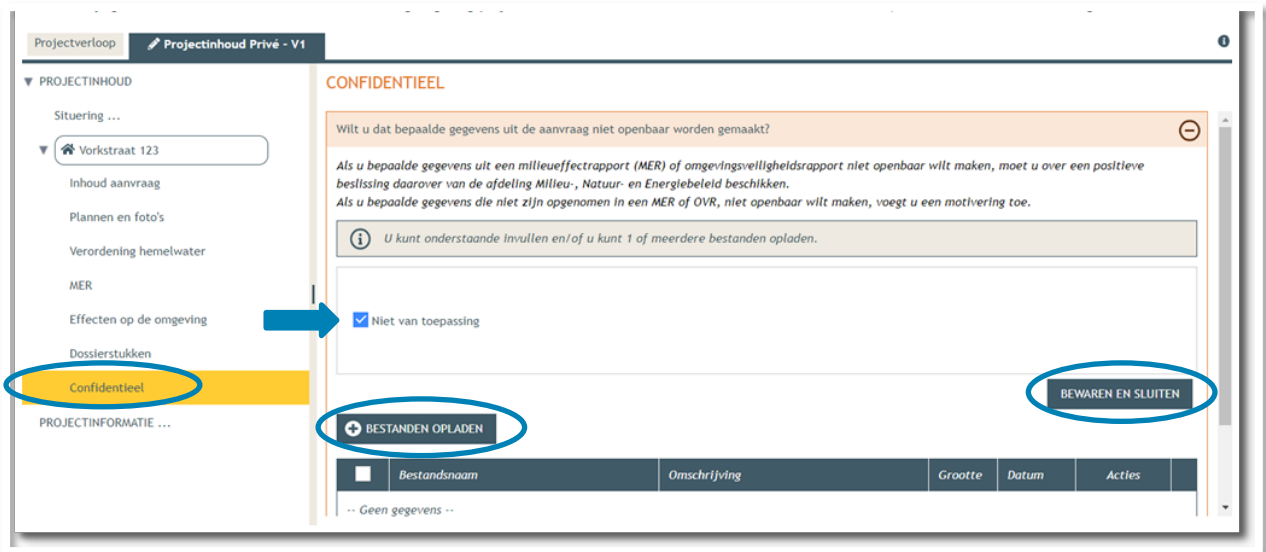 Projectverloop
Projectinhoud Privé - V1
PROJECTINHOUD
Situering ...
Vorkstraat 123
Inhoud aanvraag
Plannen en foto's
Verordening hemelwater
MER
Effecten op de omgeving
Dossierstukken
Confidentieel
PROJECTINFORMATIE ...
CONFIDENTIEEL
Wilt u dat bepaalde gegevens uit de aanvraag niet openbaar worden gemaakt?
Als u bepaalde gegevens uit een milieueffectrapport (MER) of omgevingsveiligheidsrapport niet openbaar wilt maken, moet u over een positieve
beslissing daarover van de afdeling Milieu-, Natuur- en Energiebeleid beschikken.
Als u bepaalde gegevens die niet zijn opgenomen in een MER of OVR, niet openbaar wilt maken, voegt u een motivering toe.
U kunt onderstaande invullen en/of u kunt 1 of meerdere bestanden opladen.
Niet van toepassing
BEWAREN EN SLUITEN
BESTANDEN OPLADEN
Bestandsnaam Omschrijving Grootte Datum Acties
-- Geen gegevens --